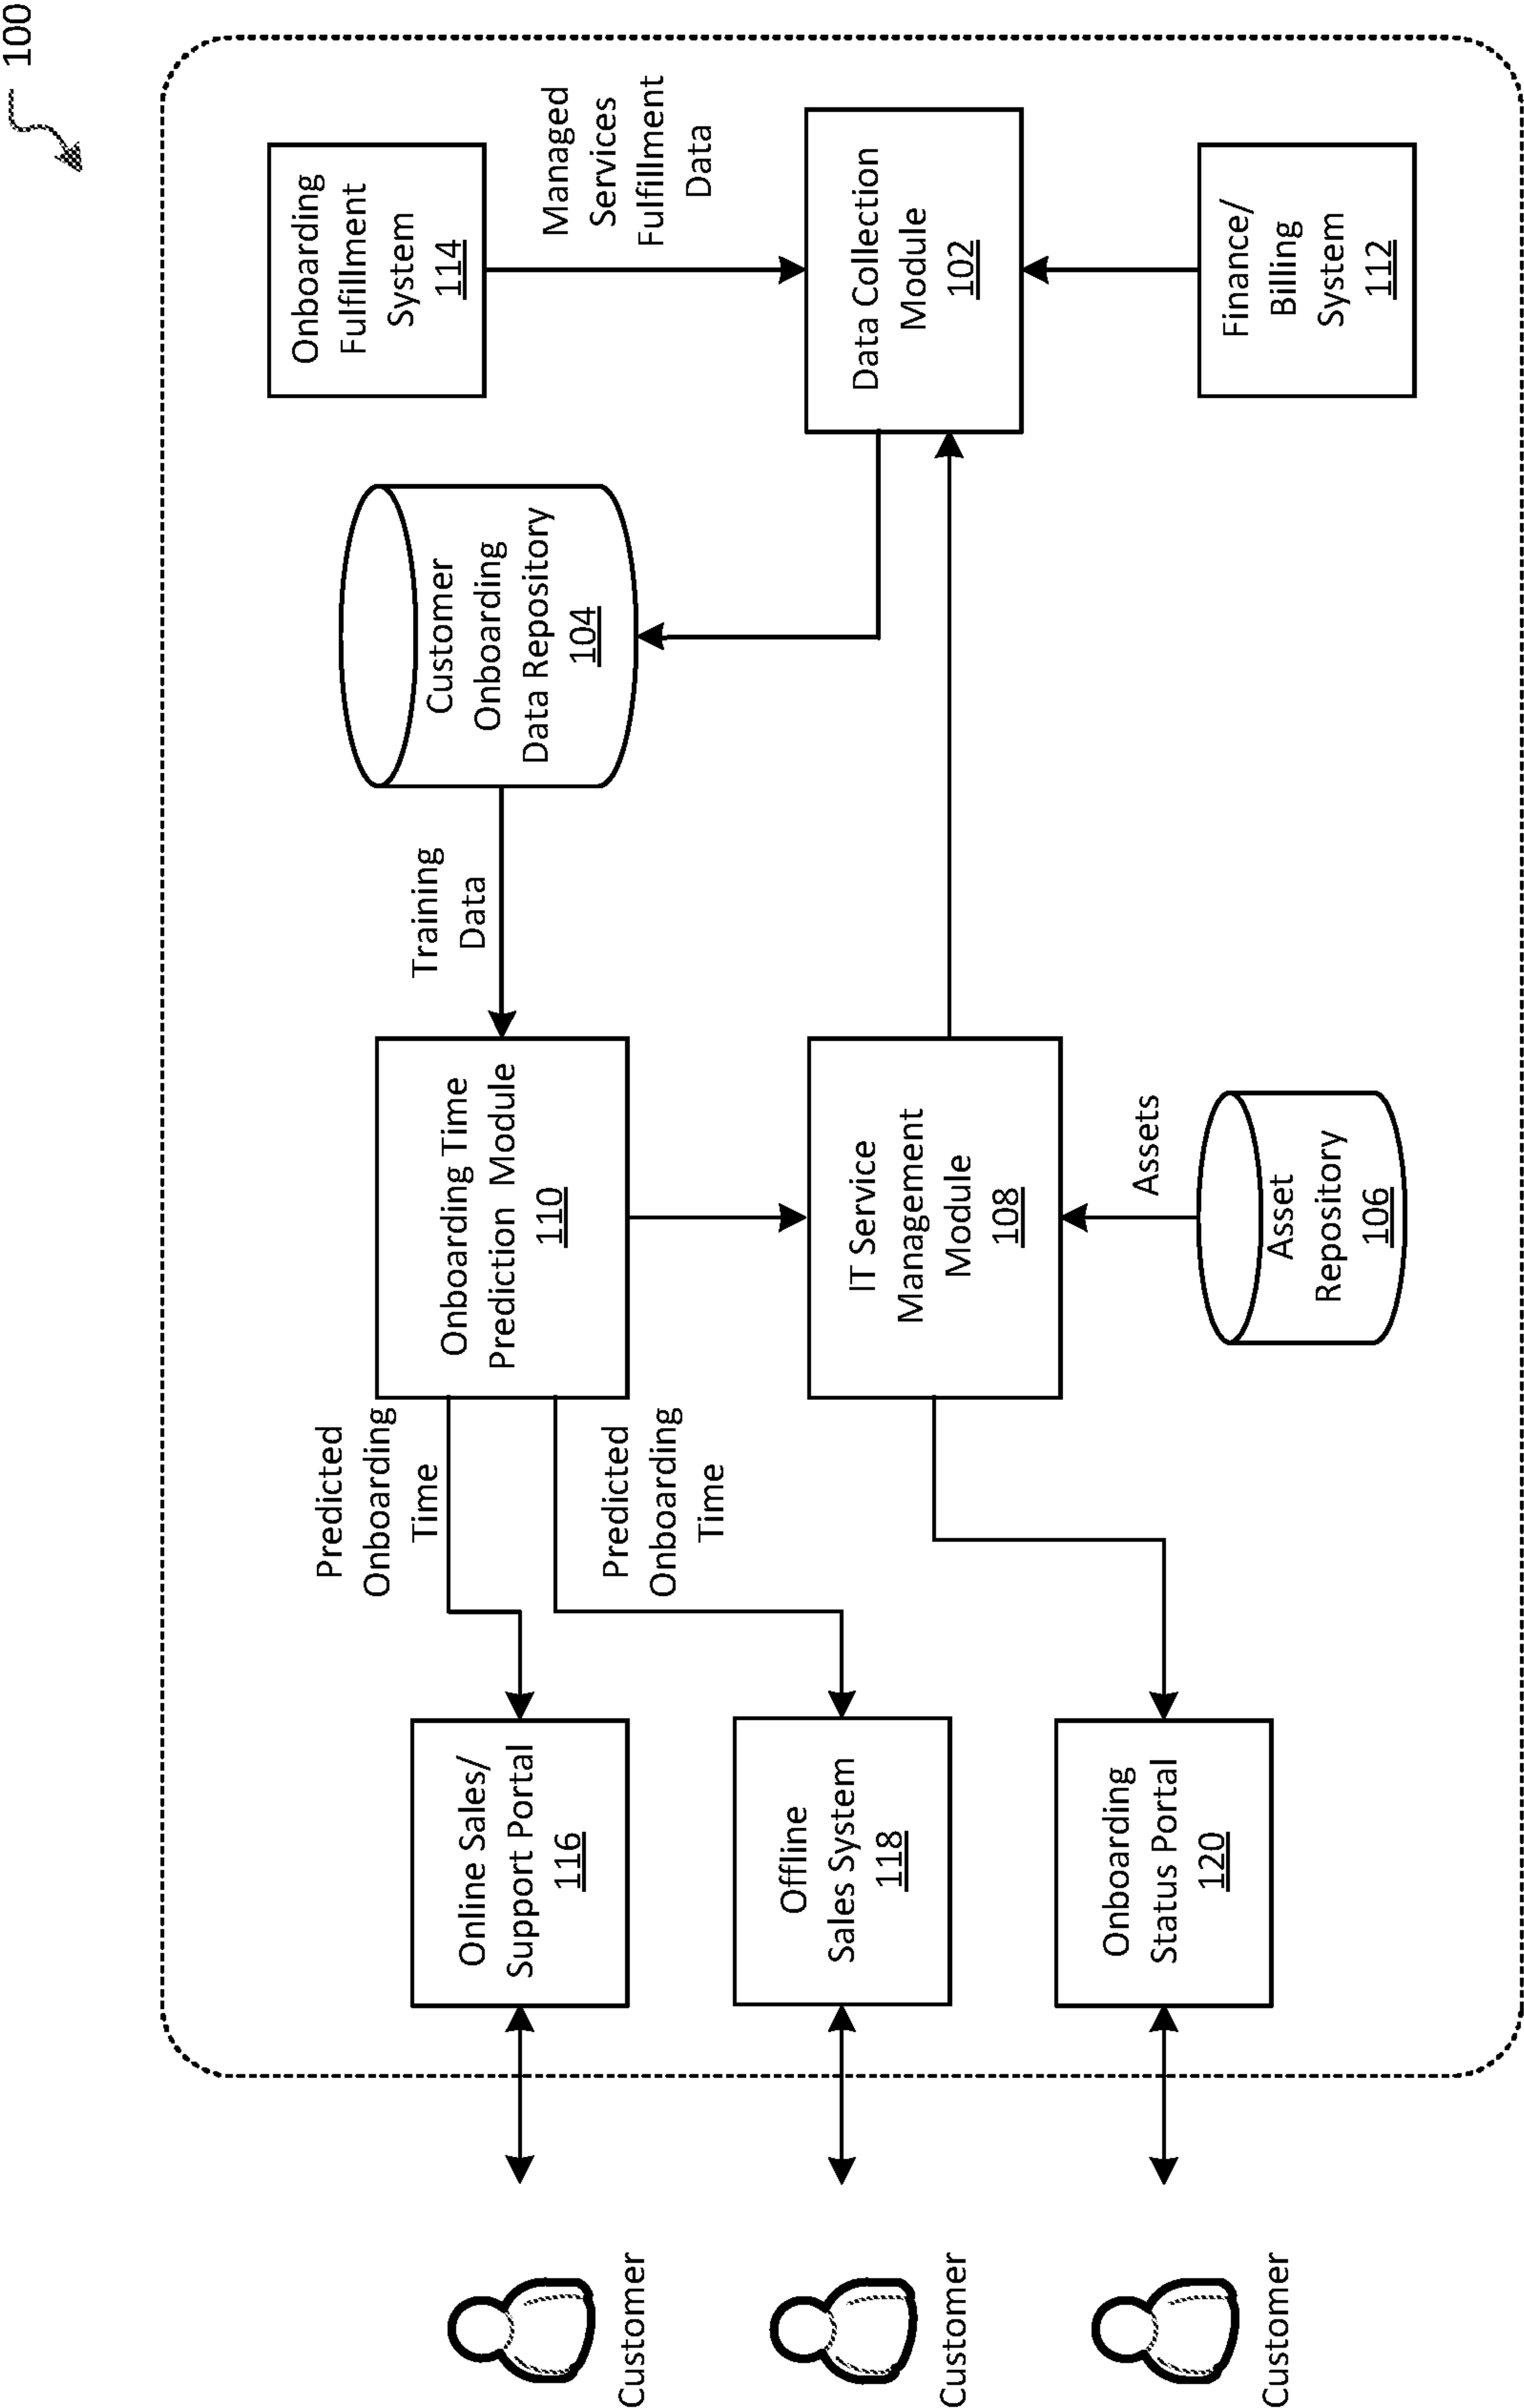 100
Customer
Customer
Customer
Online Sales/
Support Portal
116
Offline
Sales System
118
Onboarding
Status Portal
120
Predicted
Onboarding
Time
Predicted
Onboarding
Time
Onboarding Time
Prediction Module
110
IT Service
Management
Module
108
Assets
Asset
Repository
106
Training
Data
Customer
Onboarding
Data Repository
104
Onboarding
Fulfillment
System
114
Managed
Services
Fulfillment
Data
Data Collection
Module
102
Finance/
Billing
System
112